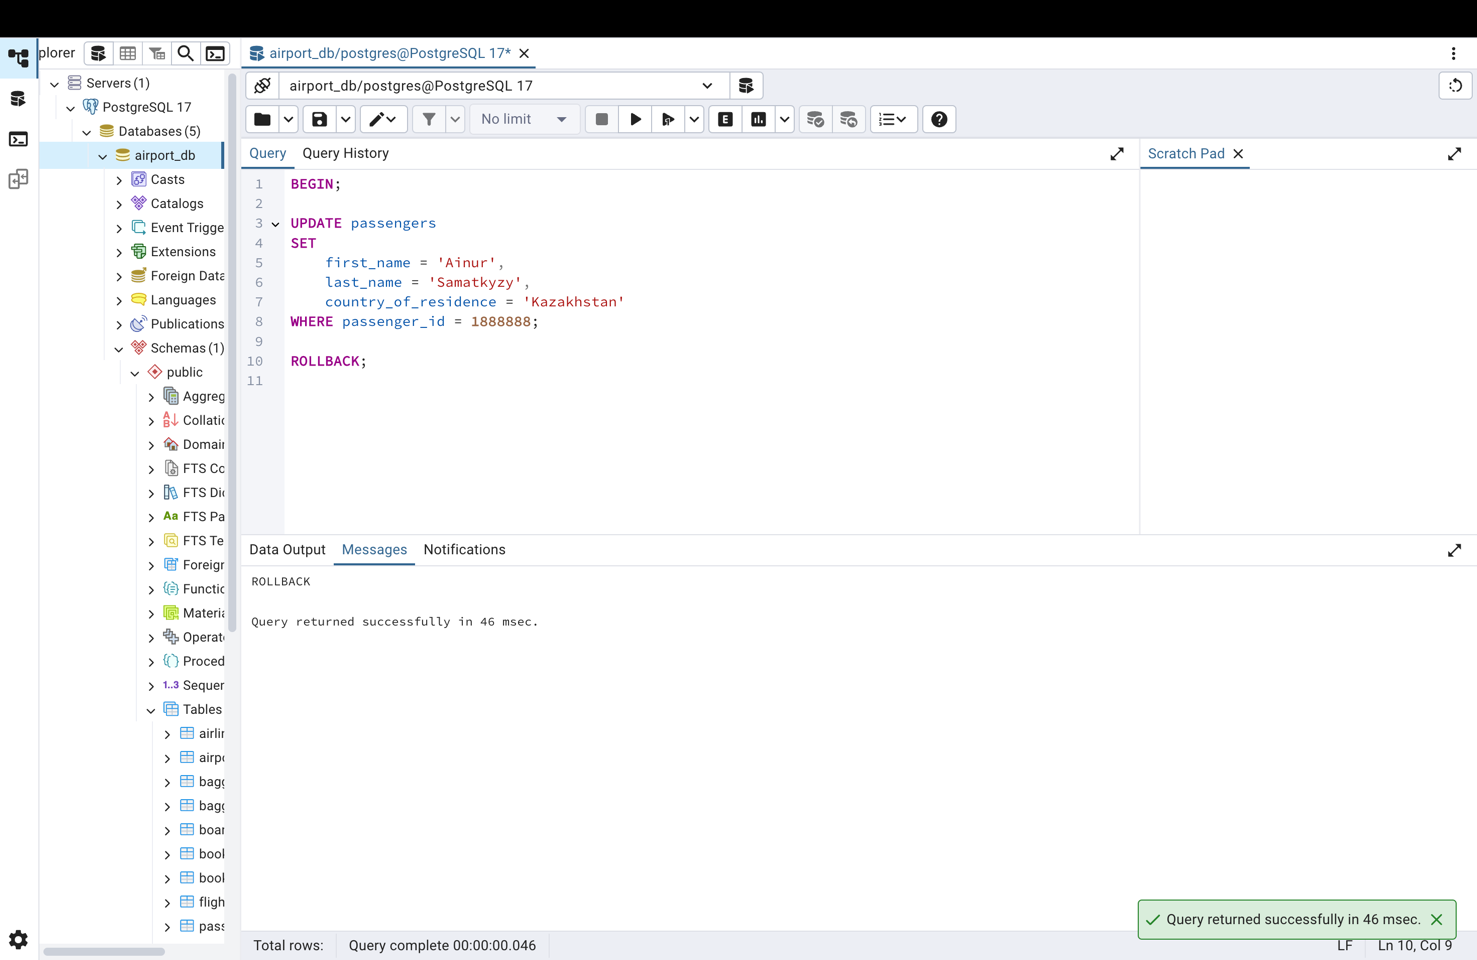 plorer
airport_db/postgres@PostgreSQL 17*
Servers (1)
PostgreSQL 17
Databases (5)
airport_db
Casts
Catalogs
Event Trigge
Extensions
Foreign Data
Languages
Publications
Schemas (1)
public
Aggreg
Collatic
Domair
FTS Co
FTS Dic
Aa FTS Pa
FTS Te
Foreigr
Functic
Materia
Operat
Proced
1..3 Sequer
Tables
airlir
airpo
bagg
bagg
boar
bool
bool
fligh
pass
airport_db/postgres@PostgreSQL 17
No limit
E
Query
Query History
Scratch Pad
1 BEGIN;
2
3 UPDATE passengers
4 SET
5 first_name = 'Ainur',
6 last_name = 'Samatkyzy',
7 country_of_residence = 'Kazakhstan'
8 WHERE passenger_id = 1888888;
9
10 ROLLBACK;
11
Data Output
Messages
Notifications
ROLLBACK
Query returned successfully in 46 msec.
Query returned successfully in 46 msec.
Total rows:
Query complete 00:00:00.046
LF
Ln 10, Col 9